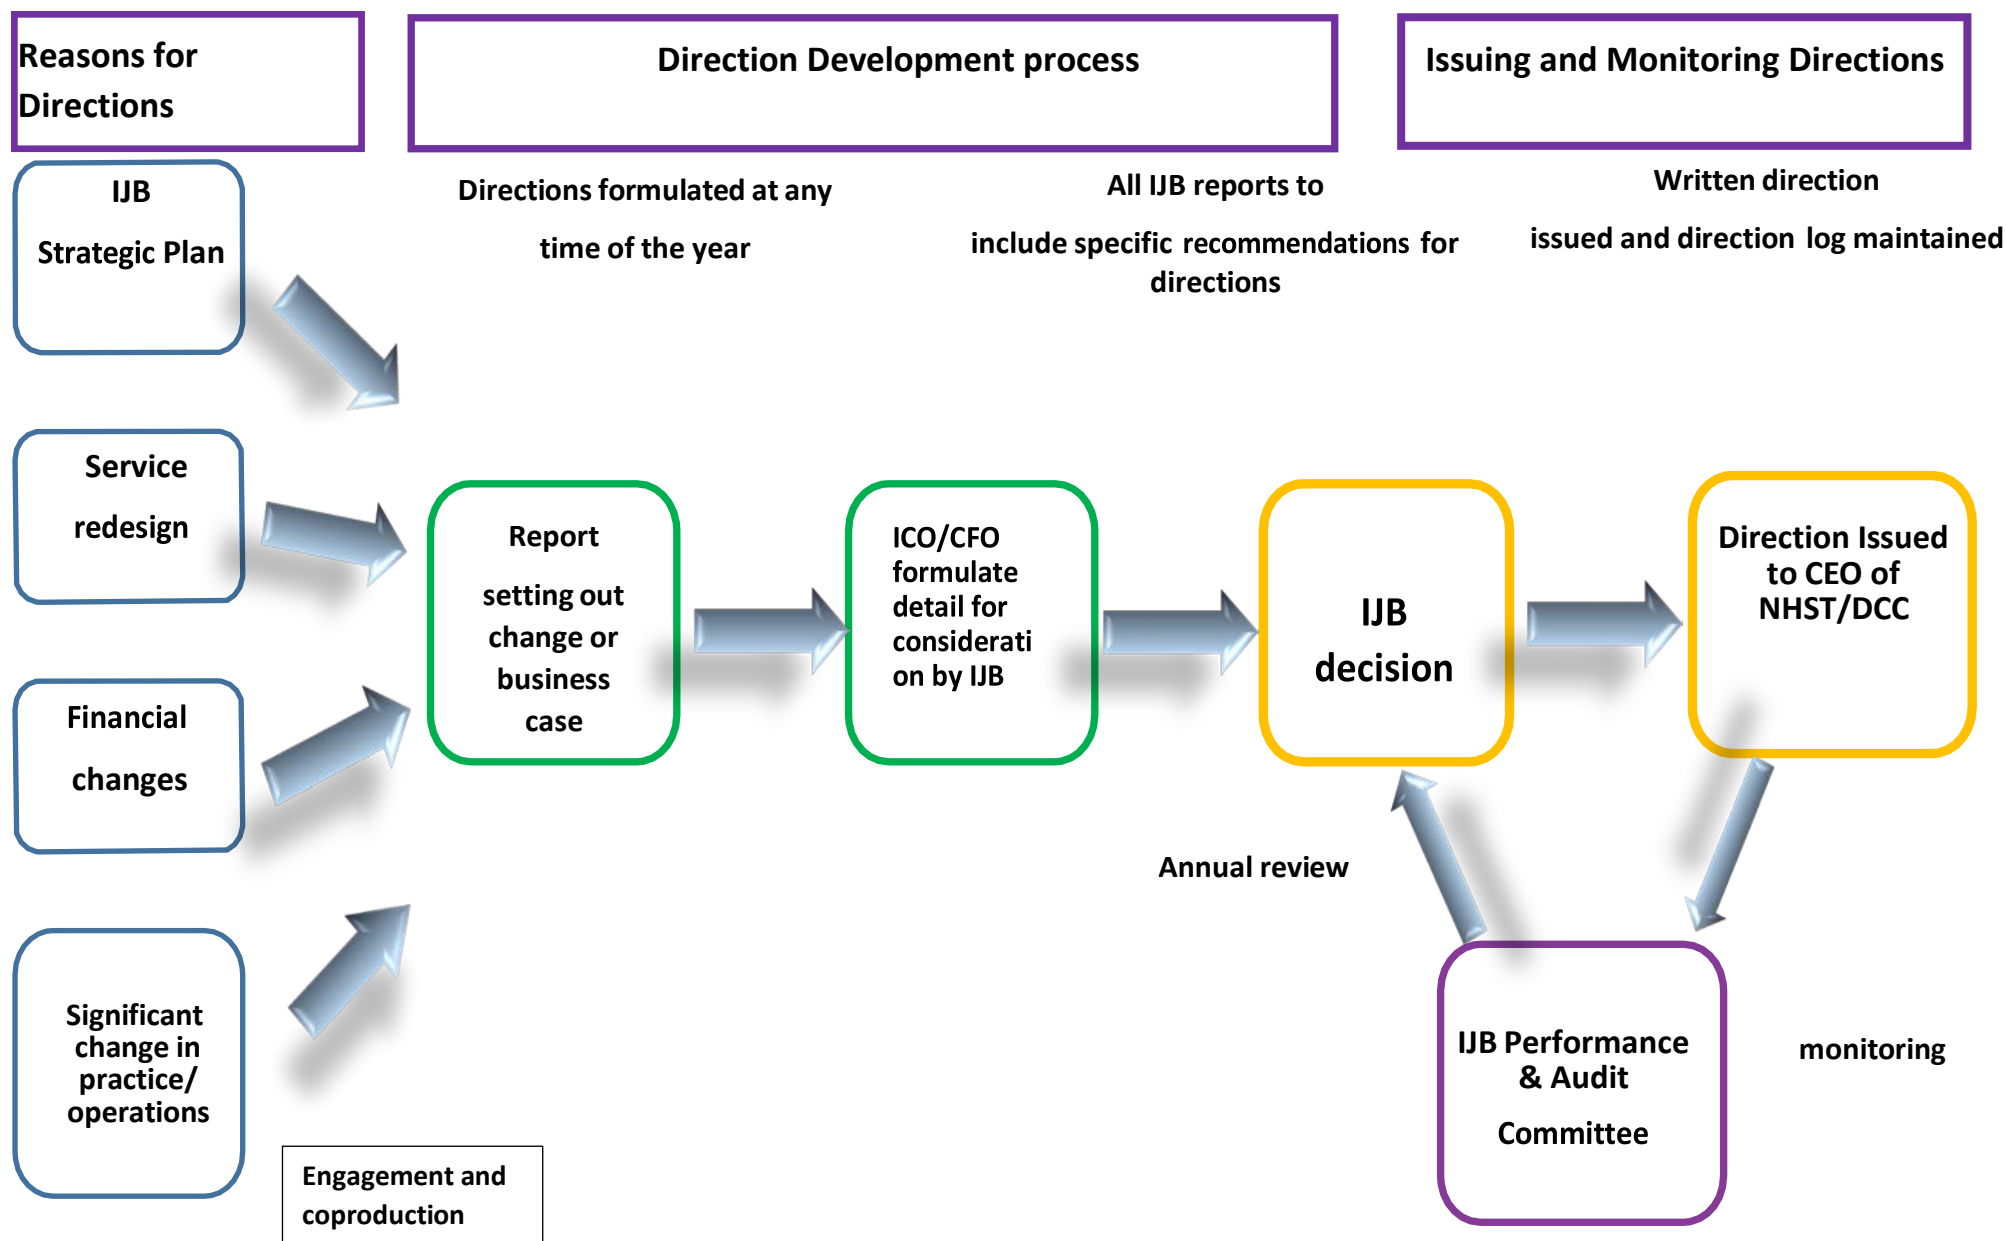 Reasons for
Directions
Direction Development process
Issuing and Monitoring Directions
IJB
Strategic Plan
Directions formulated at any
time of the year
All IJB reports to
include specific recommendations for
directions
Written direction
issued and direction log maintained
Service
redesign
Financial
changes
Significant
change in
practice/
operations
Engagement and
coproduction
Report
setting out
change or
business
case
ICO/CFO
formulate
detail for
considerati
on by IJB
IJB
decision
Direction Issued
to CEO of
NHST/DCC
Annual review
IJB Performance
& Audit
Committee
monitoring